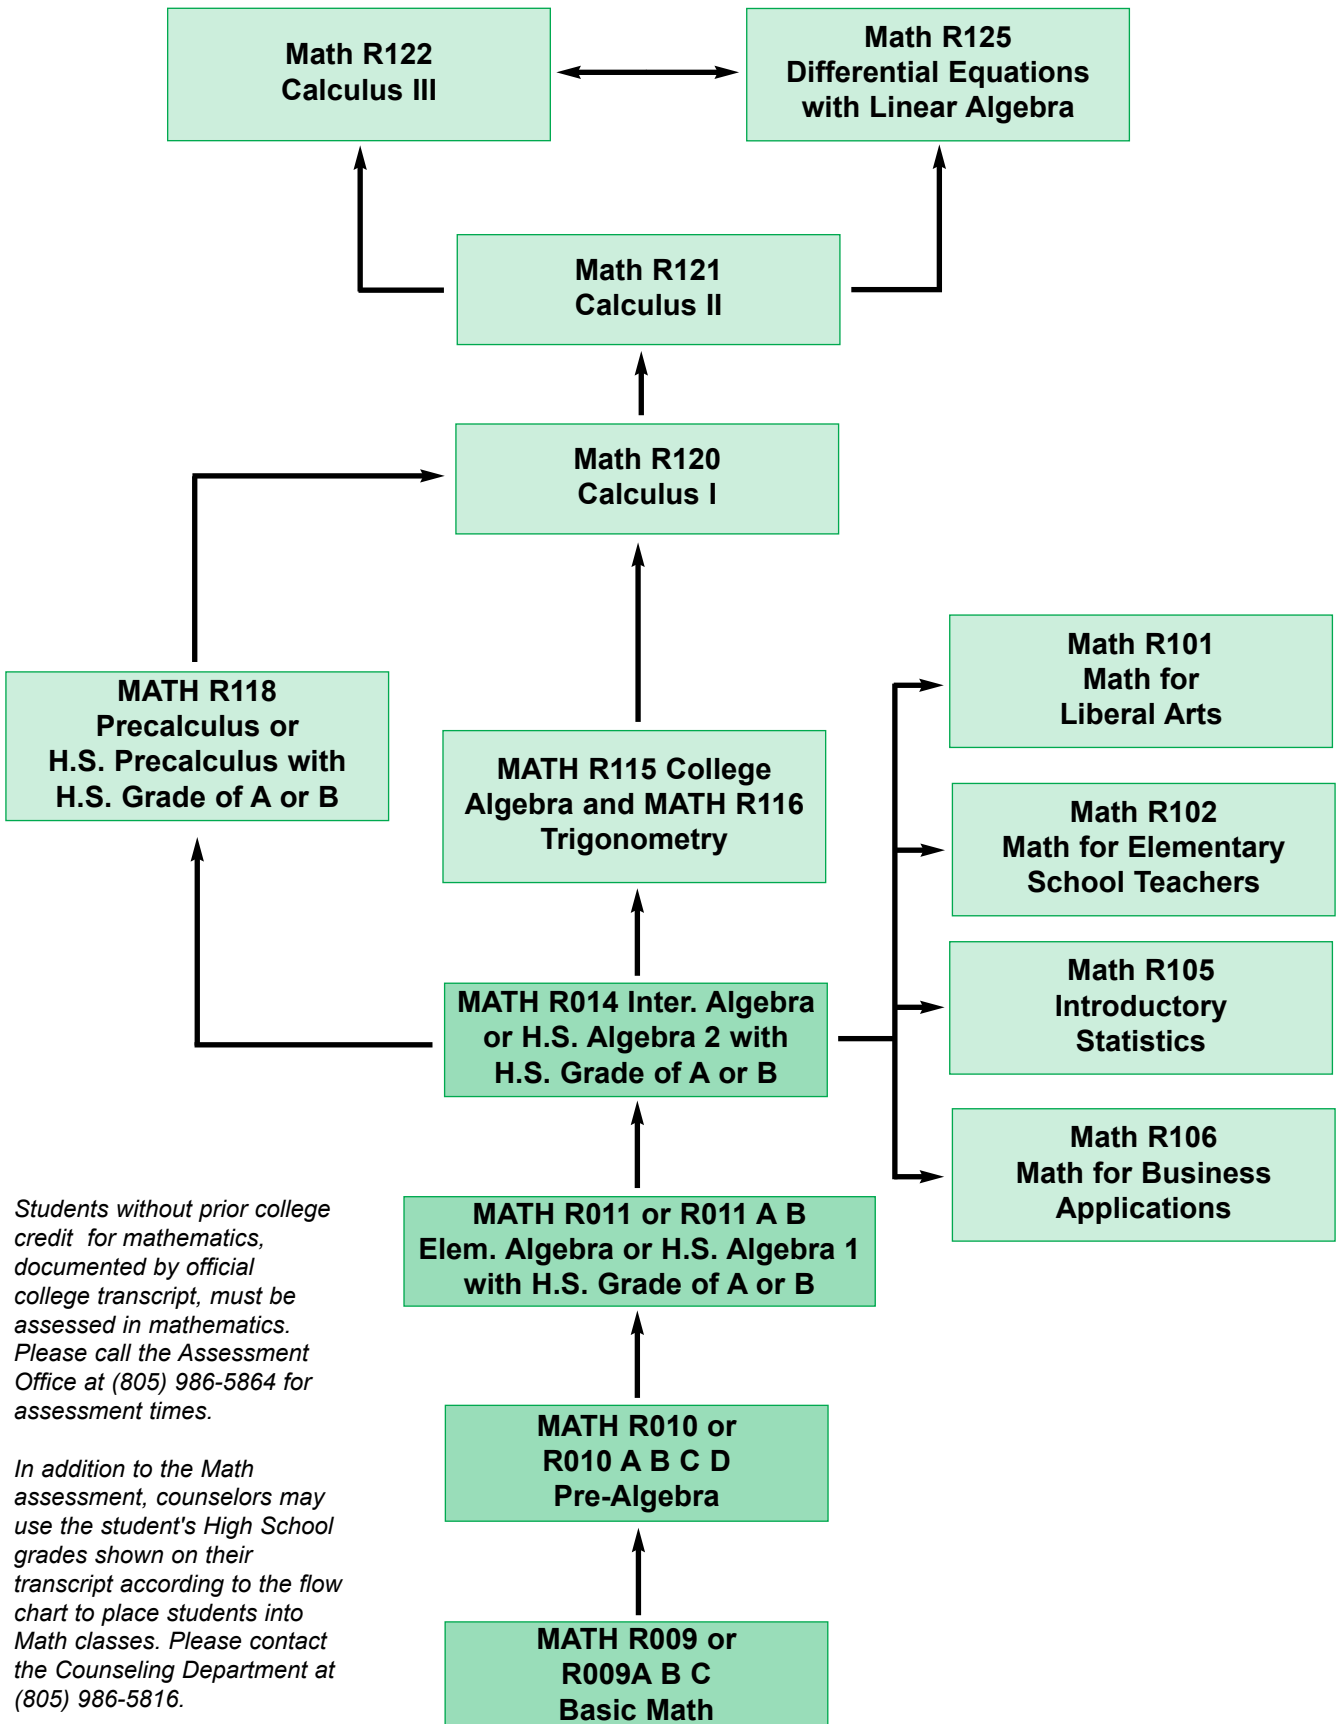 Math R122
Calculus III
Math R125
Differential Equations
with Linear Algebra
Math R121
Calculus II
Math R120
Calculus I
MATH R118
Precalculus or
H.S. Precalculus with
H.S. Grade of A or B
MATH R115 College
Algebra and MATH R116
Trigonometry
Math R101
Math for
Liberal Arts
Math R102
Math for Elementary
School Teachers
Math R105
Introductory
Statistics
Math R106
Math for Business
Applications
MATH R014 Inter. Algebra
or H.S. Algebra 2 with
H.S. Grade of A or B
MATH R011 or R011 A B
Elem. Algebra or H.S. Algebra 1
with H.S. Grade of A or B
MATH R010 or
R010 A B C D
Pre-Algebra
MATH R009 or
R009A B C
Basic Math
Students without prior college
credit  for mathematics,
documented by official
college transcript, must be
assessed in mathematics.
Please call the Assessment
Office at (805) 986-5864 for
assessment times.
In addition to the Math
assessment, counselors may
use the student's High School
grades shown on their
transcript according to the flow
chart to place students into
Math classes. Please contact
the Counseling Department at
(805) 986-5816.